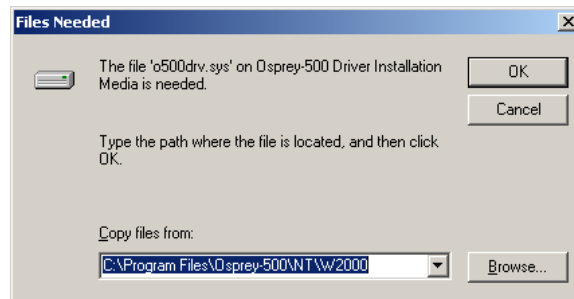 Files Needed
The file 'o500drv.sys' on Osprey-500 Driver Installation
Media is needed.
OK
Cancel
Type the path where the file is located, and then click
OK.
Copy files from:
C:\Program Files\Osprey-500\NT\W2000
Browse...